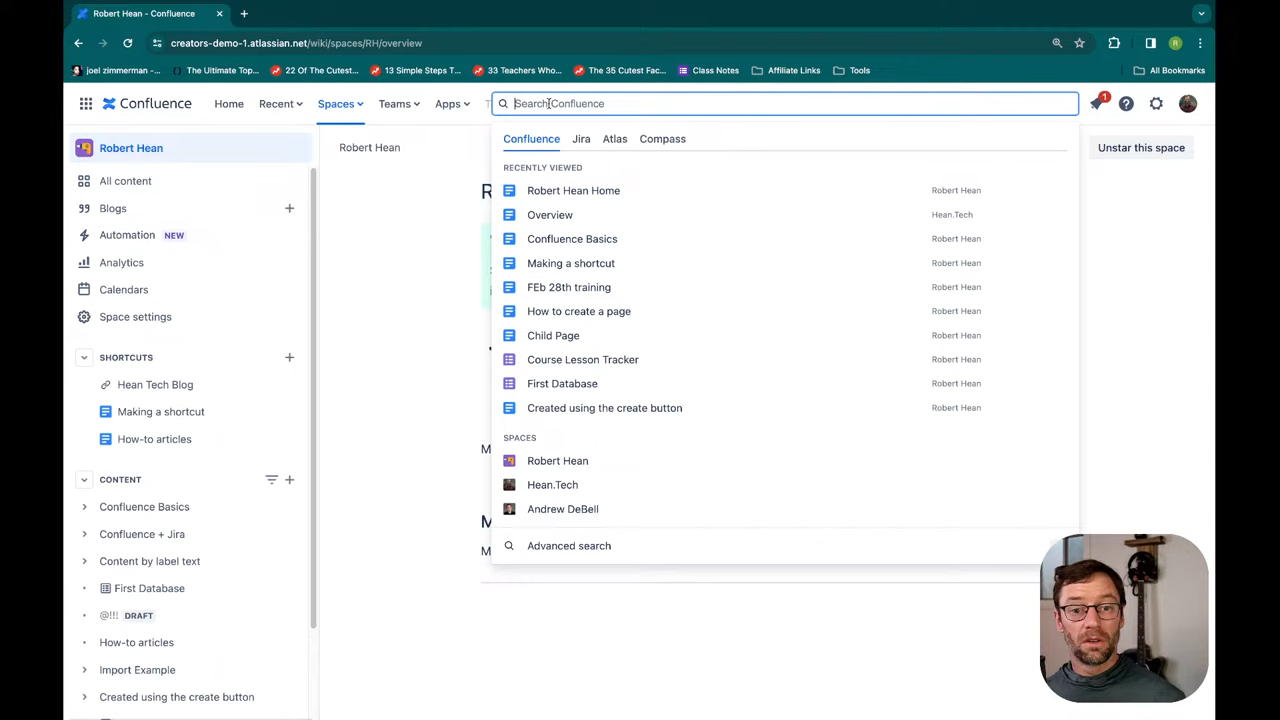 Robert Hean - Confluence
creators-demo-1.atlassian.net/wiki/spaces/RH/overview
R
joel zimmerman -...
The Ultimate Top...
22 Of The Cutest...
13 Simple Steps T...
33 Teachers Who...
The 35 Cutest Fac...
Class Notes
Affiliate Links
Tools
All Bookmarks
Confluence
Home
Recent
Spaces
Teams
Apps
Search Confluence
1
Robert Hean
All content
Blogs
Automation NEW
Analytics
Calendars
Space settings
SHORTCUTS
Hean Tech Blog
Making a shortcut
How-to articles
CONTENT
Confluence Basics
Confluence + Jira
Content by label text
First Database
@!!! DRAFT
How-to articles
Import Example
Created using the create button
Robert Hean
Unstar this space
Confluence Jira Atlas Compass
RECENTLY VIEWED
Robert Hean Home Robert Hean
Overview Hean.Tech
Confluence Basics Robert Hean
Making a shortcut Robert Hean
FEb 28th training Robert Hean
How to create a page Robert Hean
Child Page Robert Hean
Course Lesson Tracker Robert Hean
First Database Robert Hean
Created using the create button Robert Hean
SPACES
Robert Hean
Hean.Tech
Andrew DeBell
Advanced search